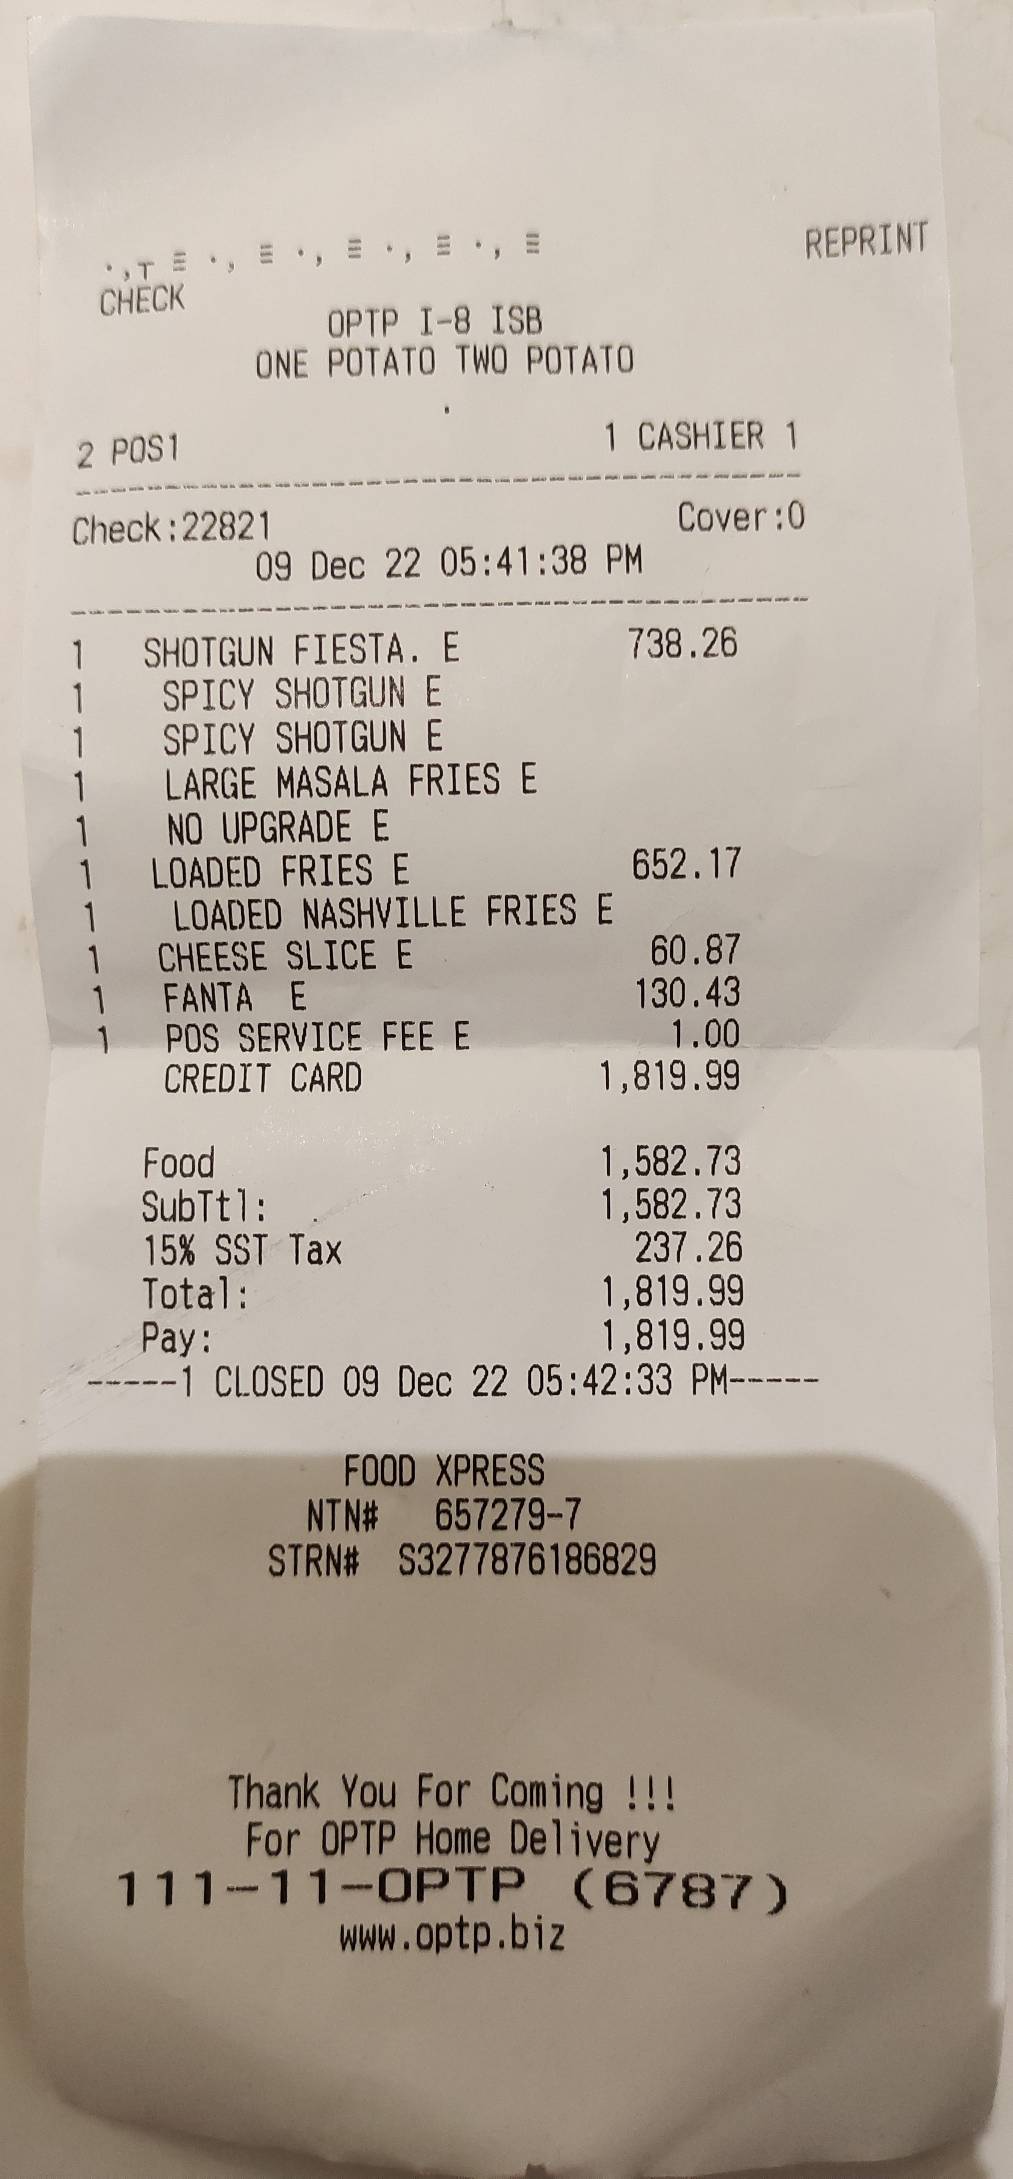 REPRINT
CHECK
OPTP I-8 ISB
ONE POTATO TWO POTATO
2 POS1 1 CASHIER 1
Check:22821 Cover:0
09 Dec 22 05:41:38 PM
1 SHOTGUN FIESTA. E 738.26
1 SPICY SHOTGUN E
1 SPICY SHOTGUN E
1 LARGE MASALA FRIES E
1 NO UPGRADE E
1 LOADED FRIES E 652.17
1 LOADED NASHVILLE FRIES E
1 CHEESE SLICE E 60.87
1 FANTA E 130.43
1 POS SERVICE FEE E 1.00
CREDIT CARD 1,819.99
Food 1,582.73
SubTtl: 1,582.73
15% SST Tax 237.26
Total: 1,819.99
Pay: 1,819.99
-----1 CLOSED 09 Dec 22 05:42:33 PM-----
FOOD XPRESS
NTN# 657279-7
STRN# S3277876186829
Thank You For Coming !!!
For OPTP Home Delivery
111-11-OPTP (6787)
www.optp.biz